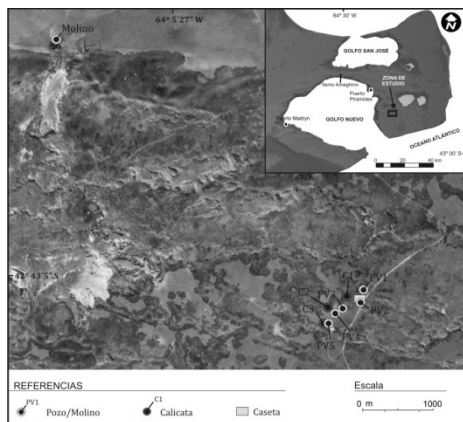 64° 5´27" W
Molino
42° 43´5" S
C1
PV1
C2
PV3
PV2
C3
PV4
PV5
64° 30´ W
N
GOLFO SAN JOSÉ
Istmo Ameghino
ZONA DE
ESTUDIO
Puerto
Pirámides
Puerto Madryn
GOLFO NUEVO
OCEANO ATLÁNTICO
43° 00´ S
0 20 40 km
REFERENCIAS
Escala
PV1
Pozo/Molino
C1
Calicata
Caseta
0 m 1000